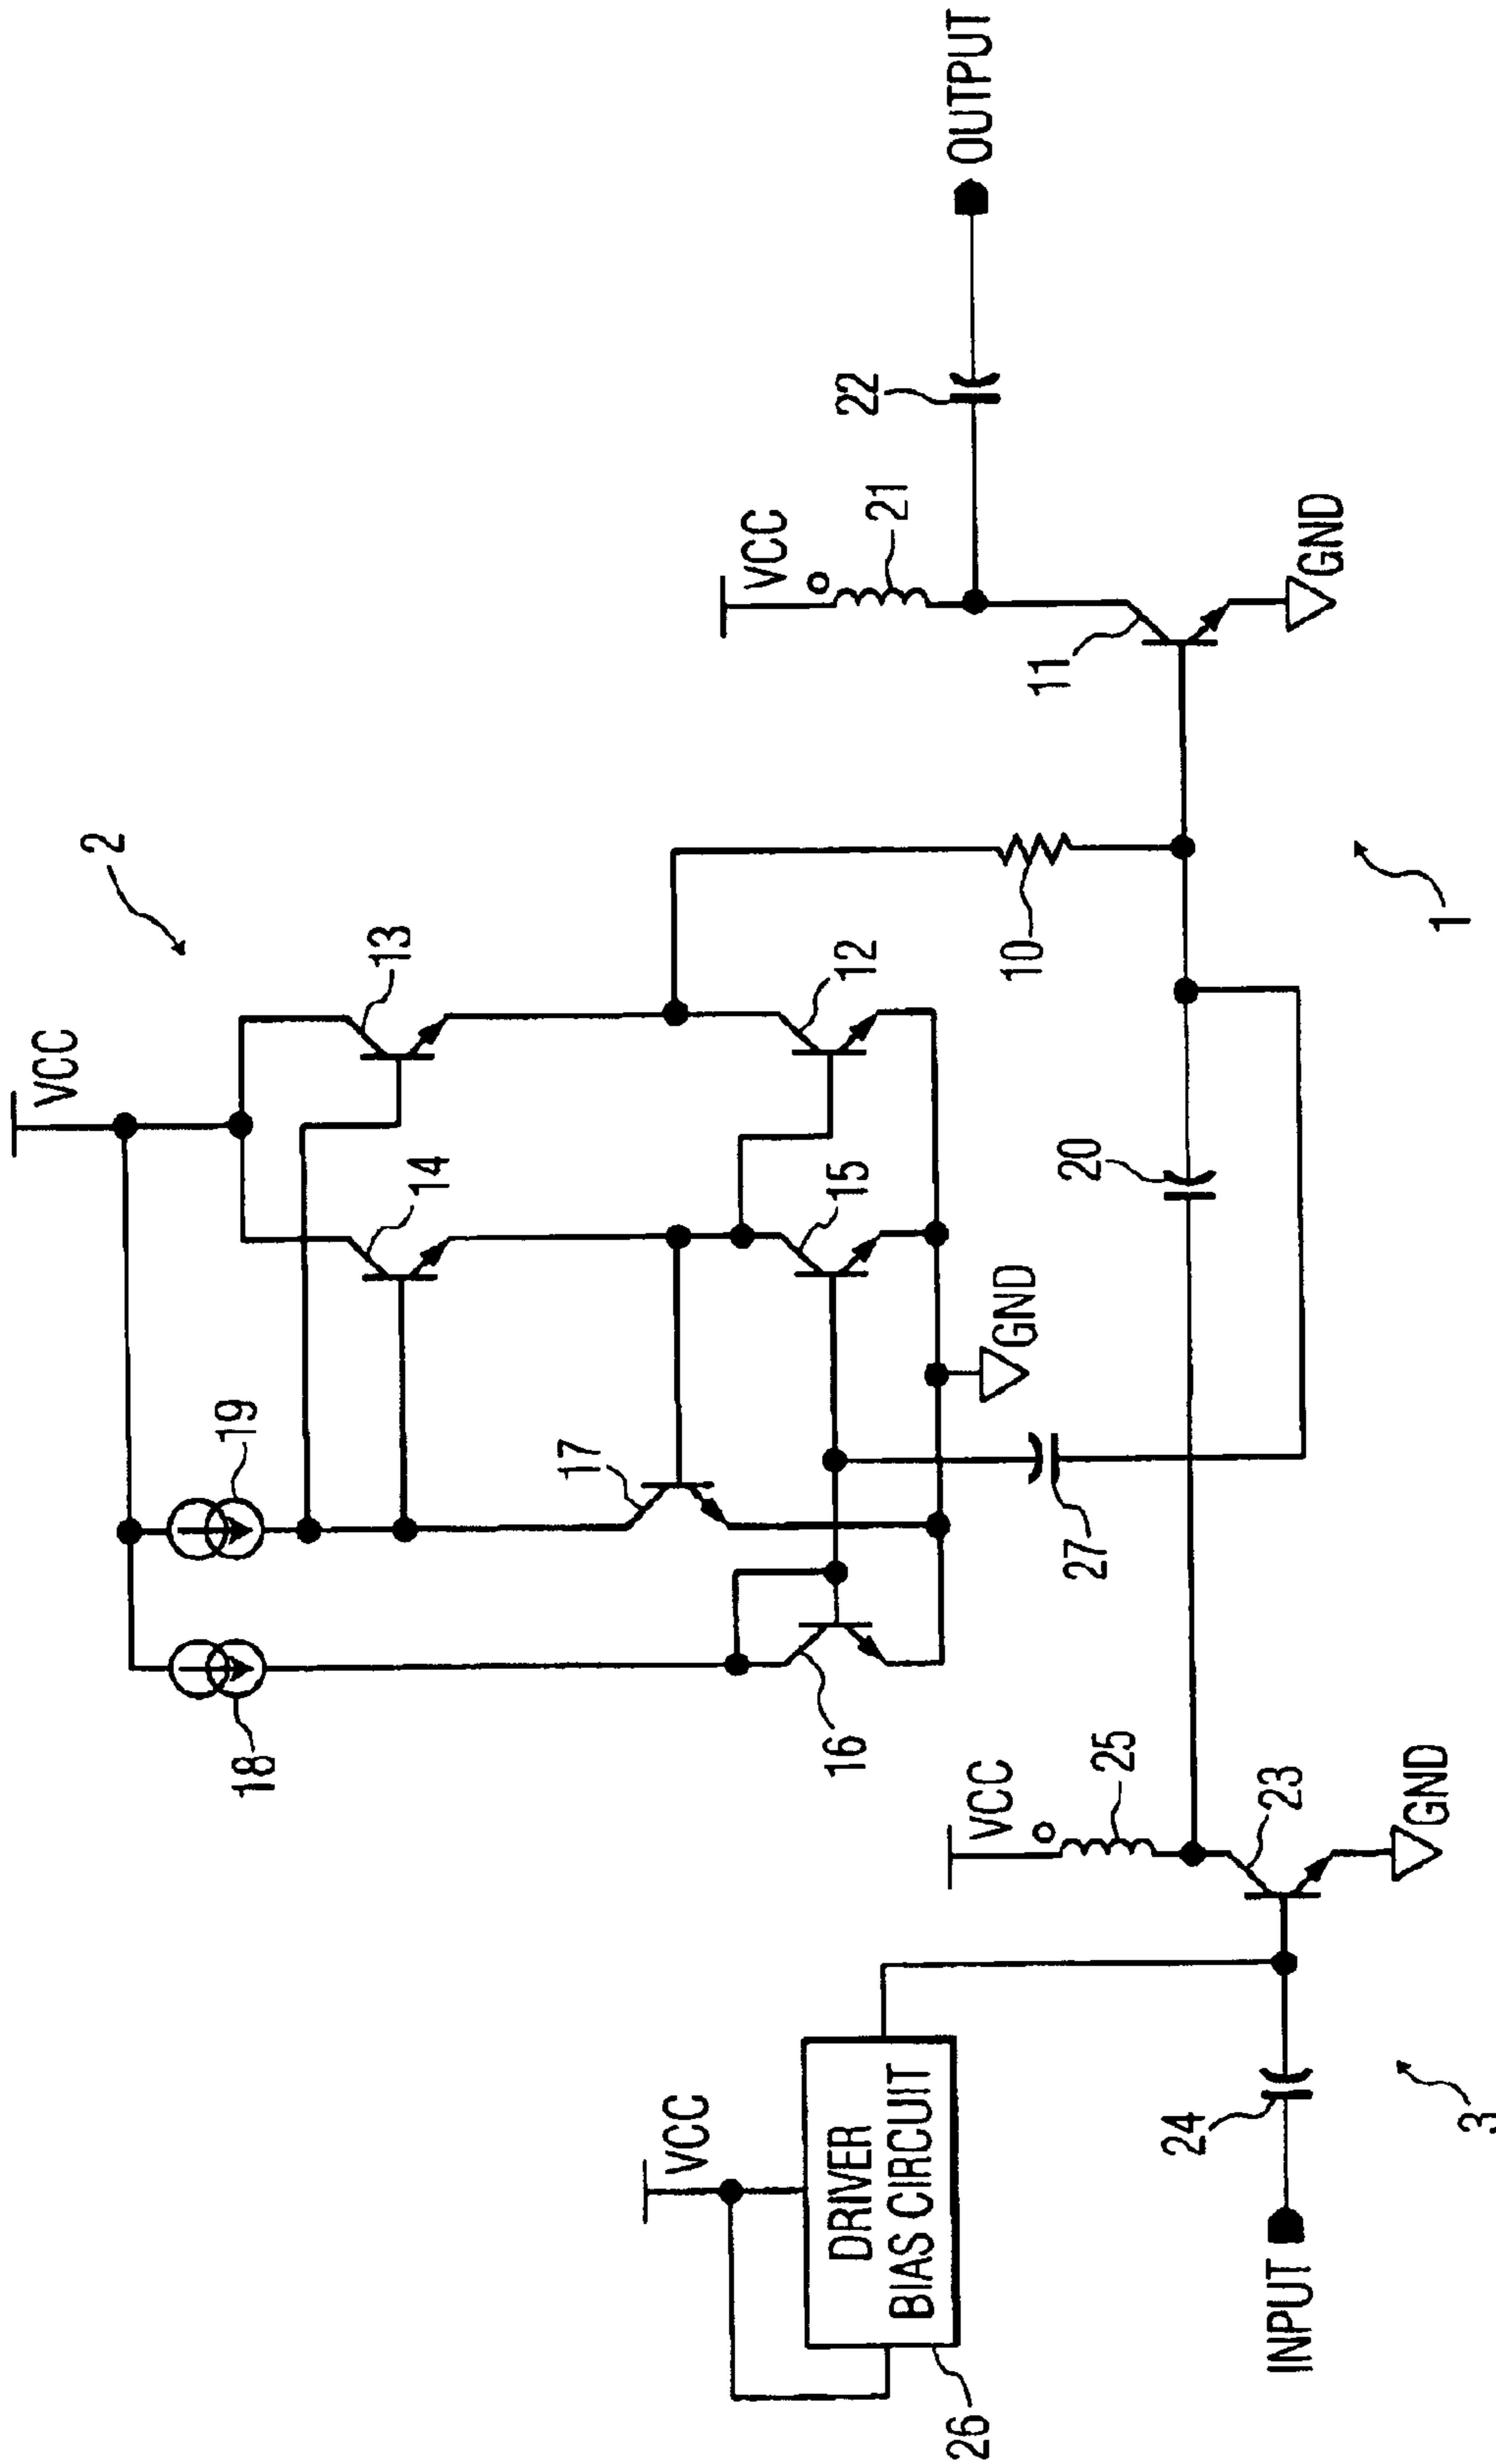 VCC
2
18
19
14
13
17
16
15
12
VCC
21
22
OUTPUT
GND
10
11
GND
27
20
1
VCC
25
23
GND
VCC
DRIVER
BIAS CIRCUIT
26
24
INPUT
3